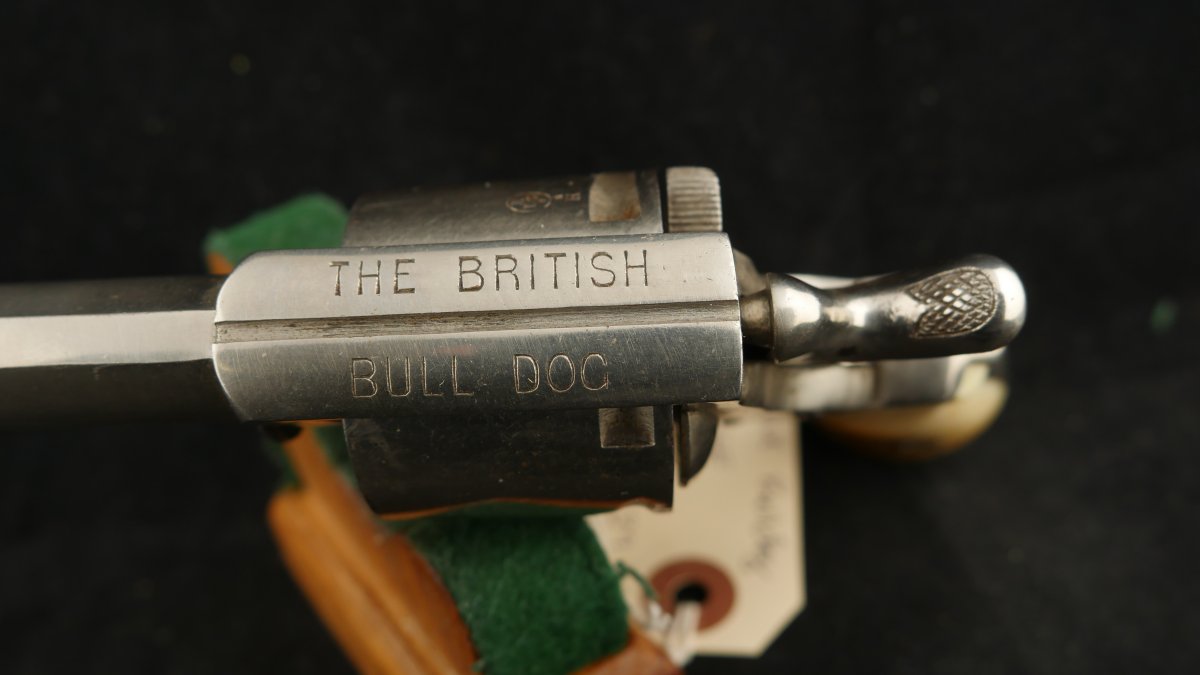 THE BRITISH
BULL DOG